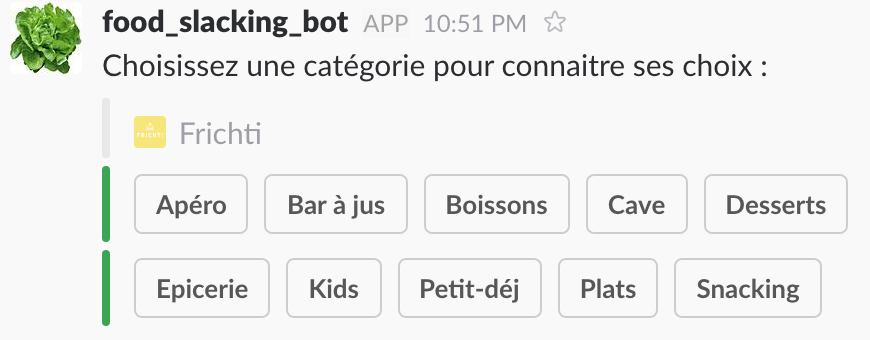 food_slacking_bot APP 10:51 PM
Choisissez une catégorie pour connaitre ses choix :
FRICHTI Frichti
Apéro Bar à jus Boissons Cave Desserts
Epicerie Kids Petit-déj Plats Snacking